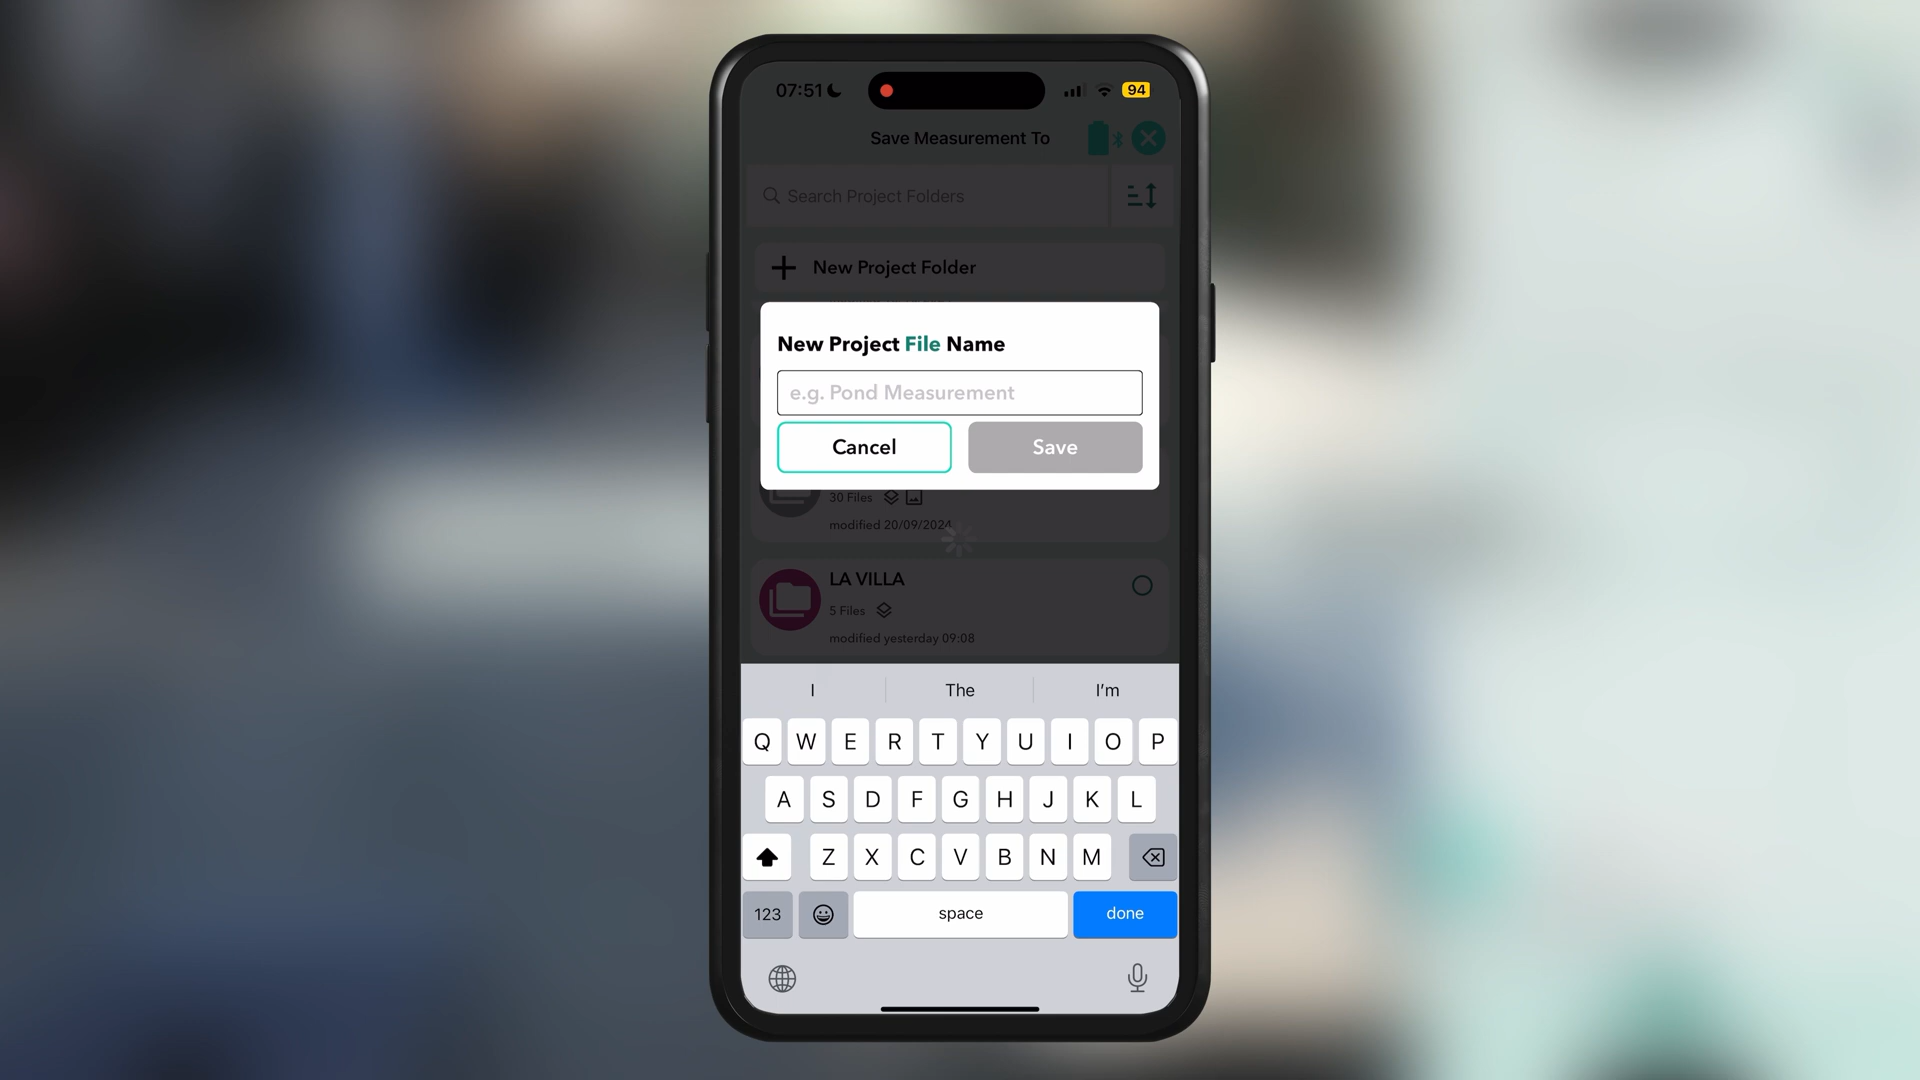 07:51
94
Save Measurement To
Search Project Folders
New Project Folder
New Project File Name
e.g. Pond Measurement
Cancel
Save
30 Files
modified 20/09/2024
LA VILLA
5 Files
modified yesterday 09:08
I
The
I'm
Q W E R T Y U I O P
A S D F G H J K L
Z X C V B N M
123
space
done